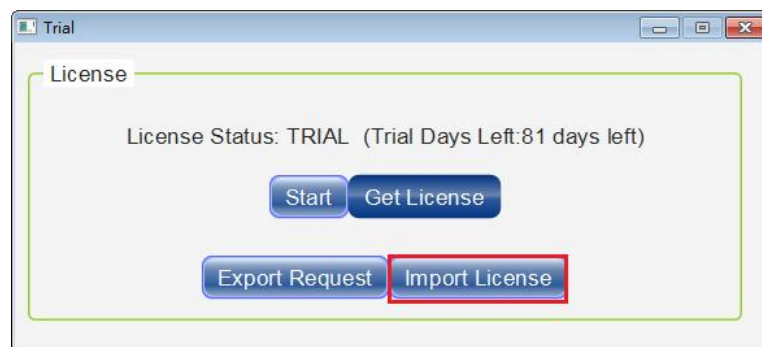 Trial
License
License Status: TRIAL (Trial Days Left:81 days left)
Start Get License
Export Request Import License